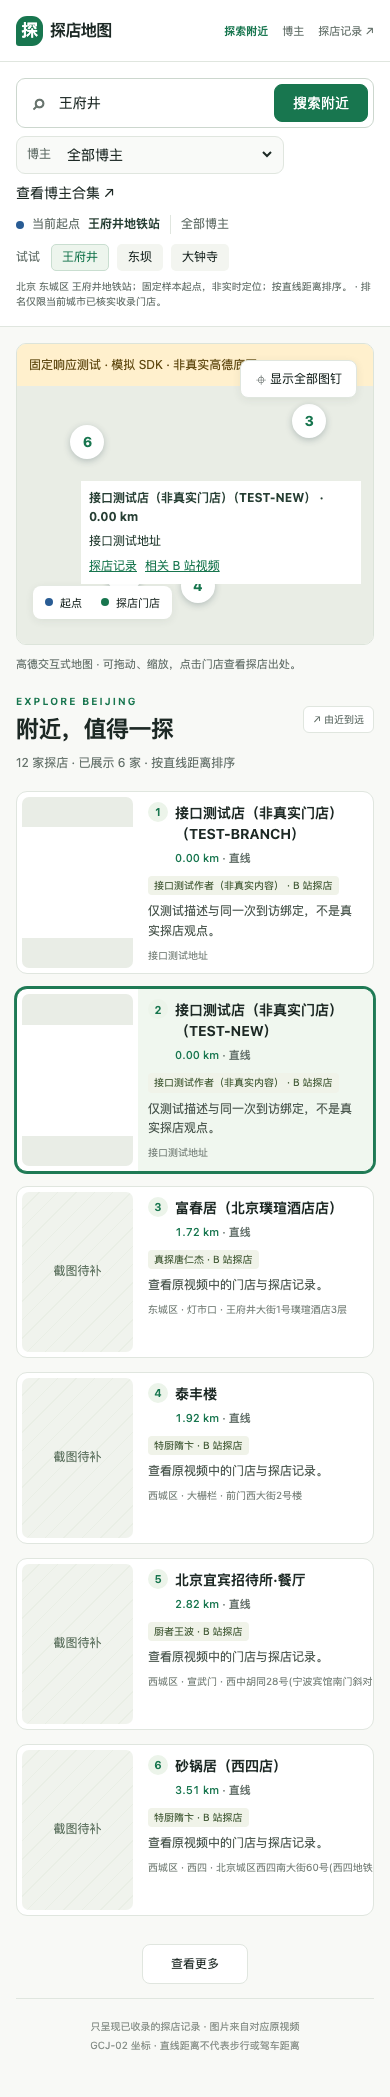 探 探店地图 探索附近 博主 探店记录 ↗
王府井 搜索附近
博主 全部博主
查看博主合集 ↗
当前起点 王府井地铁站 全部博主
试试 王府井 东坝 大钟寺
北京 东城区 王府井地铁站；固定样本起点，非实时定位；按直线距离排序。 · 排
名仅限当前城市已核实收录门店。
固定响应测试 · 模拟 SDK · 非真实高德
显示全部图钉
3
6
接口测试店（非真实门店）（TEST-NEW） ·
0.00 km
接口测试地址
探店记录 相关 B 站视频
4
起点 探店门店
高德交互式地图 · 可拖动、缩放，点击门店查看探店出处。
EXPLORE BEIJING
附近，值得一探
↗ 由近到远
12 家探店 · 已展示 6 家 · 按直线距离排序
1 接口测试店（非真实门店）
（TEST-BRANCH）
0.00 km · 直线
接口测试作者（非真实内容） · B 站探店
仅测试描述与同一次到访绑定，不是真
实探店观点。
接口测试地址
2 接口测试店（非真实门店）
（TEST-NEW）
0.00 km · 直线
接口测试作者（非真实内容） · B 站探店
仅测试描述与同一次到访绑定，不是真
实探店观点。
接口测试地址
截图待补
3 富春居（北京璞瑄酒店店）
1.72 km · 直线
真探唐仁杰 · B 站探店
查看原视频中的门店与探店记录。
东城区 · 灯市口 · 王府井大街1号璞瑄酒店3层
截图待补
4 泰丰楼
1.92 km · 直线
特厨隋卞 · B 站探店
查看原视频中的门店与探店记录。
西城区 · 大栅栏 · 前门西大街2号楼
截图待补
5 北京宜宾招待所·餐厅
2.82 km · 直线
厨者王波 · B 站探店
查看原视频中的门店与探店记录。
西城区 · 宣武门 · 西中胡同28号(宁波宾馆南门斜对
截图待补
6 砂锅居（西四店）
3.51 km · 直线
特厨隋卞 · B 站探店
查看原视频中的门店与探店记录。
西城区 · 西四 · 北京城区西四南大街60号(西四地铁
查看更多
只呈现已收录的探店记录 · 图片来自对应原视频
GCJ-02 坐标 · 直线距离不代表步行或驾车距离